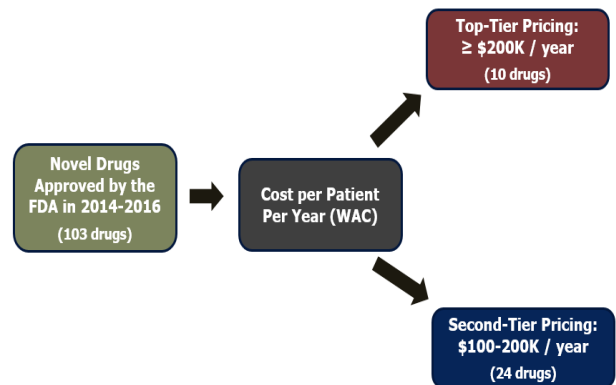 Novel Drugs
Approved by the
FDA in 2014-2016
(103 drugs)
Cost per Patient
Per Year (WAC)
Top-Tier Pricing:
≥ $200K / year
(10 drugs)
Second-Tier Pricing:
$100-200K / year
(24 drugs)